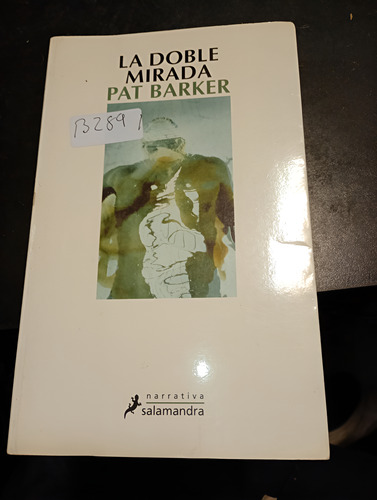 LA DOBLE
MIRADA
PAT BARKER
B289
narrativa
salamandra